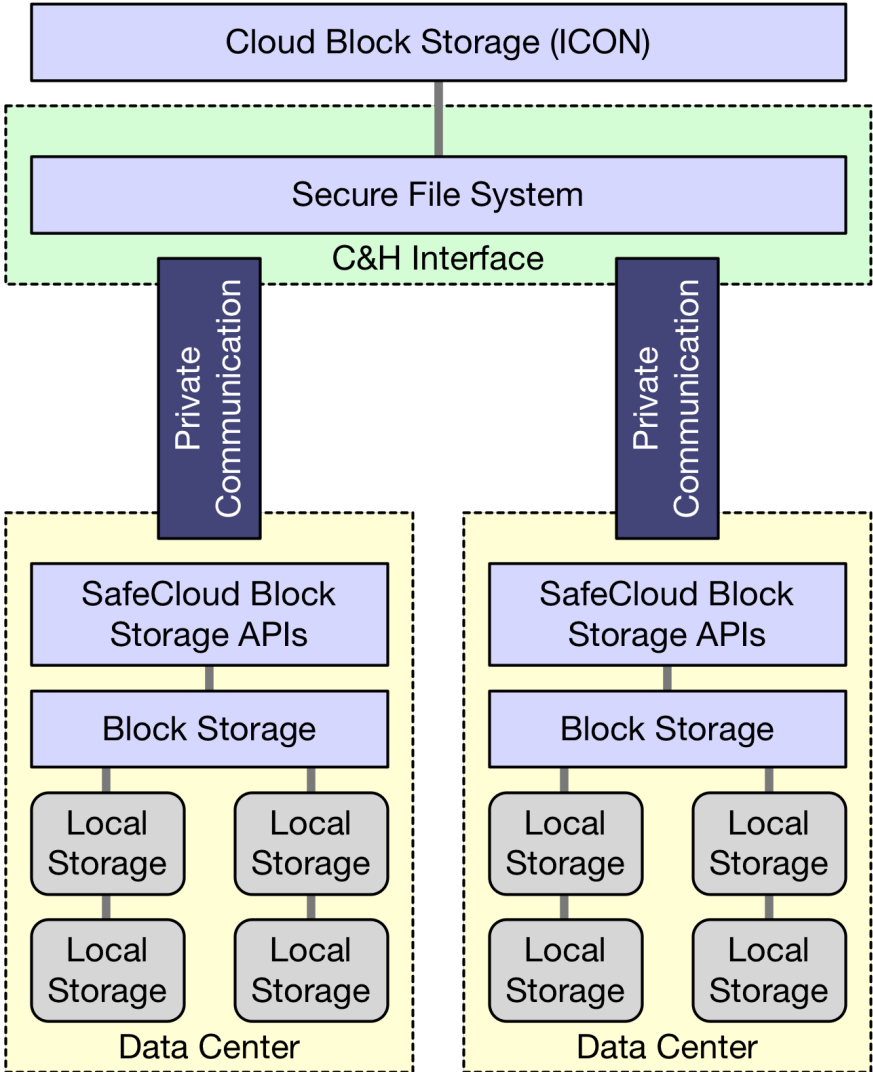 Cloud Block Storage (ICON)
Secure File System
C&H Interface
Private
Communication
Private
Communication
SafeCloud Block
Storage APIs
Block Storage
Local
Storage
Local
Storage
Local
Storage
Local
Storage
Data Center
SafeCloud Block
Storage APIs
Block Storage
Local
Storage
Local
Storage
Local
Storage
Local
Storage
Data Center